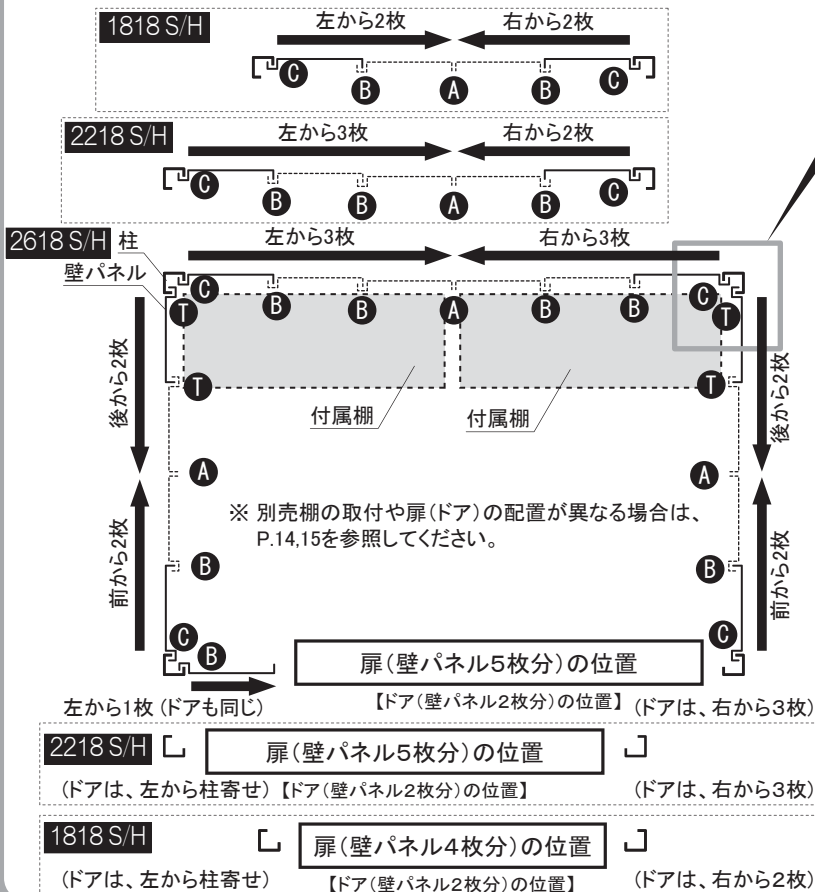 1818 S/H
左から2枚 右から2枚
C B A B C
2218 S/H
左から3枚 右から2枚
C B B A B C
2618 S/H 柱
左から3枚 右から3枚
壁パネル
C B B A B B C
T T
後から2枚 後から2枚
T T
付属棚 付属棚
A A
※ 別売棚の取付や扉(ドア)の配置が異なる場合は、
P.14,15を参照してください。
前から2枚 前から2枚
B B
C B C
扉(壁パネル5枚分)の位置
左から1枚 (ドアも同じ) 【ドア(壁パネル2枚分)の位置】 (ドアは、右から3枚)
2218 S/H 扉(壁パネル5枚分)の位置
(ドアは、左から柱寄せ) 【ドア(壁パネル2枚分)の位置】 (ドアは、右から3枚)
1818 S/H
扉(壁パネル4枚分)の位置
(ドアは、左から柱寄せ) 【ドア(壁パネル2枚分)の位置】 (ドアは、右から2枚)